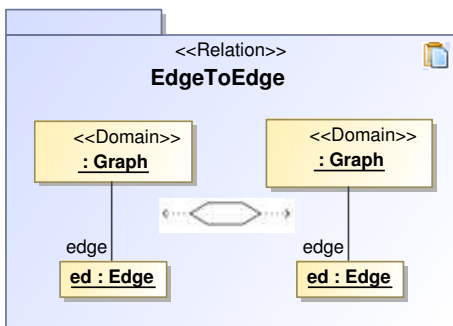 <<Relation>>
EdgeToEdge
<<Domain>>
: Graph
<<Domain>>
: Graph
edge
ed : Edge
edge
ed : Edge